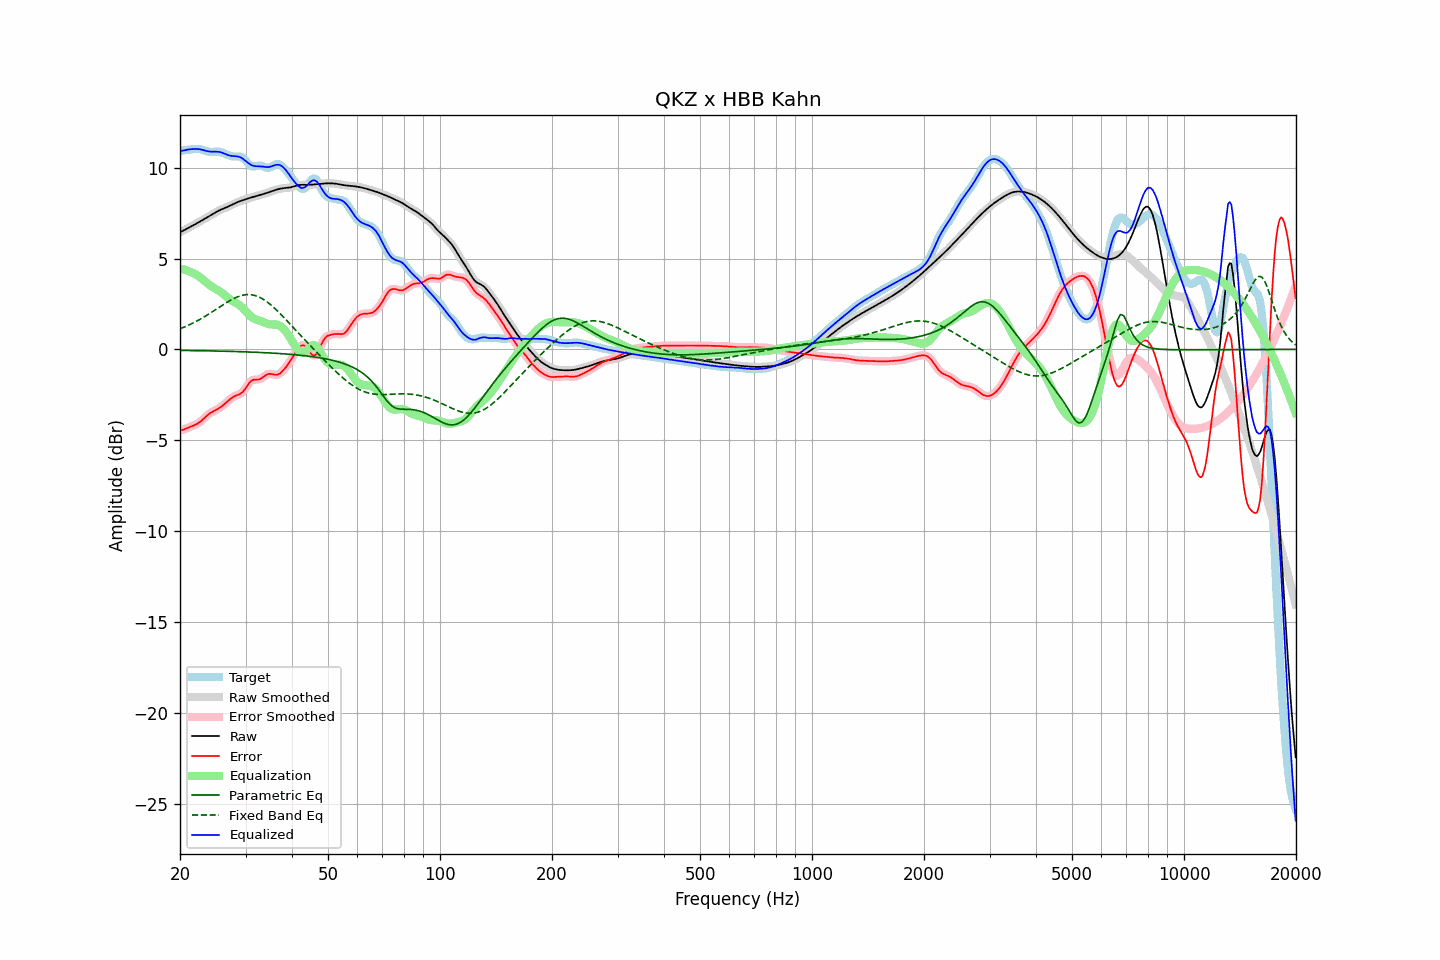 QKZ x HBB Kahn
Amplitude (dBr)
10
5
0
−5
−10
−15
−20
−25
Target
Raw Smoothed
Error Smoothed
Raw
Error
Equalization
Parametric Eq
Fixed Band Eq
Equalized
20 50 100 200 500 1000 2000 5000 10000 20000
Frequency (Hz)